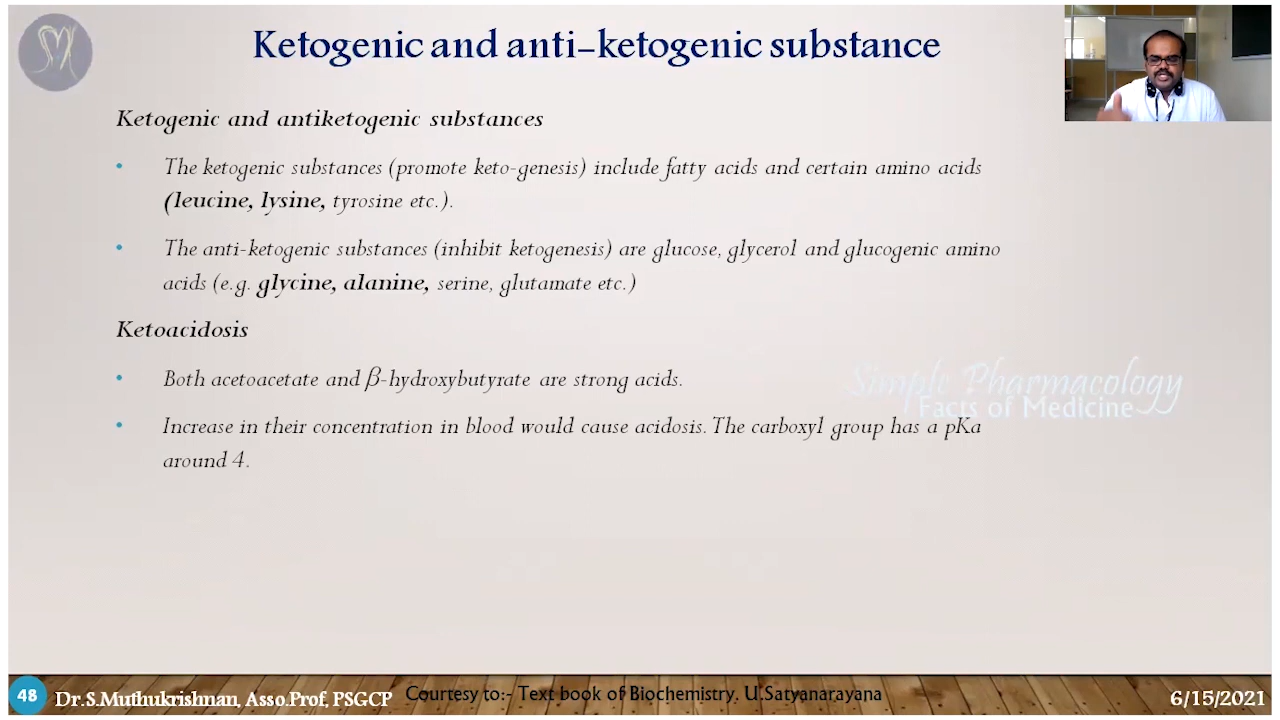 Ketogenic and anti-ketogenic substance
Ketogenic and antiketogenic substances
• The ketogenic substances (promote keto-genesis) include fatty acids and certain amino acids
(leucine, lysine, tyrosine etc.).
• The anti-ketogenic substances (inhibit ketogenesis) are glucose, glycerol and glucogenic amino
acids (e.g. glycine, alanine, serine, glutamate etc.)
Ketoacidosis
• Both acetoacetate and β-hydroxybutyrate are strong acids.
Simple Pharmacology
Facts of Medicine
• Increase in their concentration in blood would cause acidosis. The carboxyl group has a pKa
around 4.
48 Dr.S.Muthukrishnan, Asso.Prof, PSGCP Courtesy to:- Text book of Biochemistry. U.Satyanarayana 6/15/2021